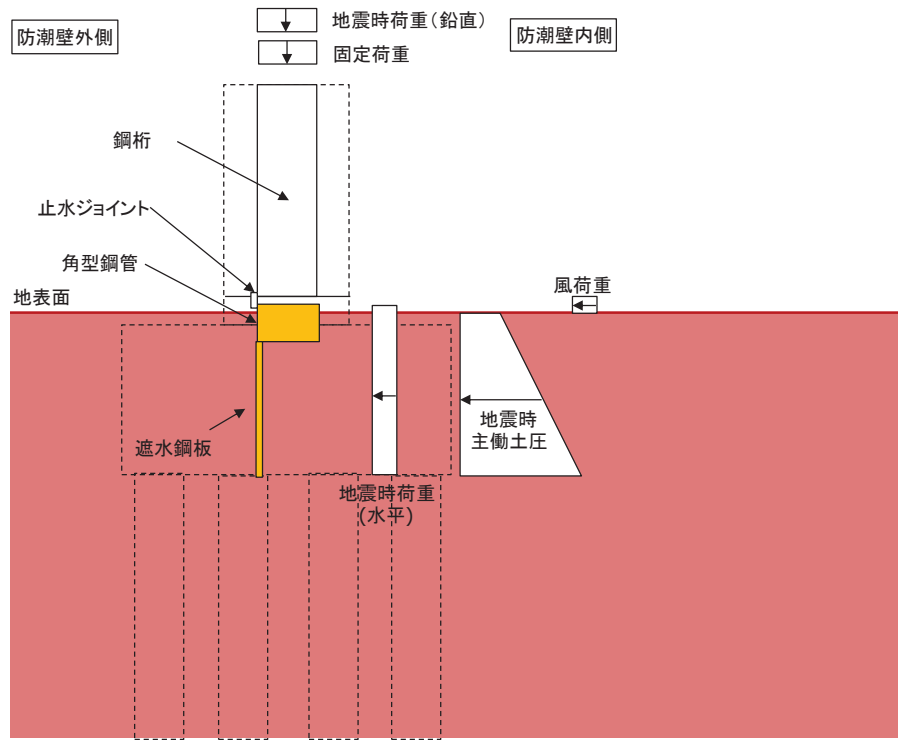 地震時荷重(鉛直)
防潮壁外側
防潮壁内側
固定荷重
鋼桁
止水ジョイント
角型鋼管
地表面
風荷重
地震時
主働土圧
遮水鋼板
地震時荷重
(水平)